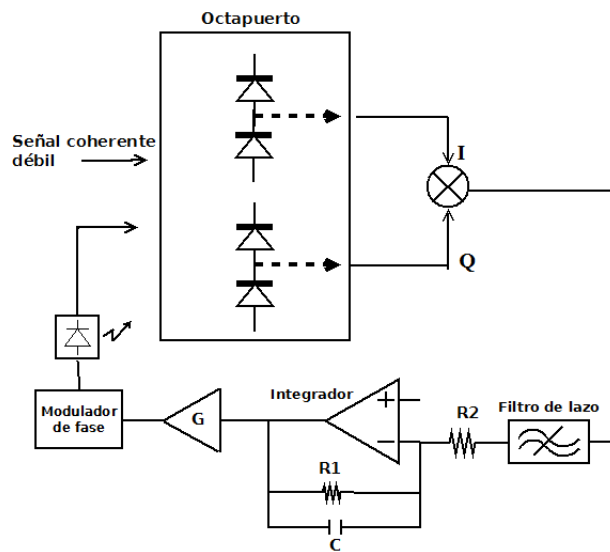 Octapuerto
Señal coherente
débil
I
Q
Integrador
R2
Filtro de lazo
Modulador
de fase
G
R1
C